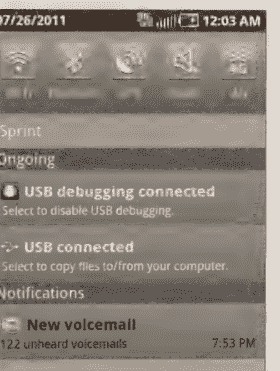 07/26/2011 12:03 AM
Sprint
Ongoing
USB debugging connected
Select to disable USB debugging.
USB connected
Select to copy files to/from your computer.
Notifications
New voicemail
122 unheard voicemails 7:53 PM